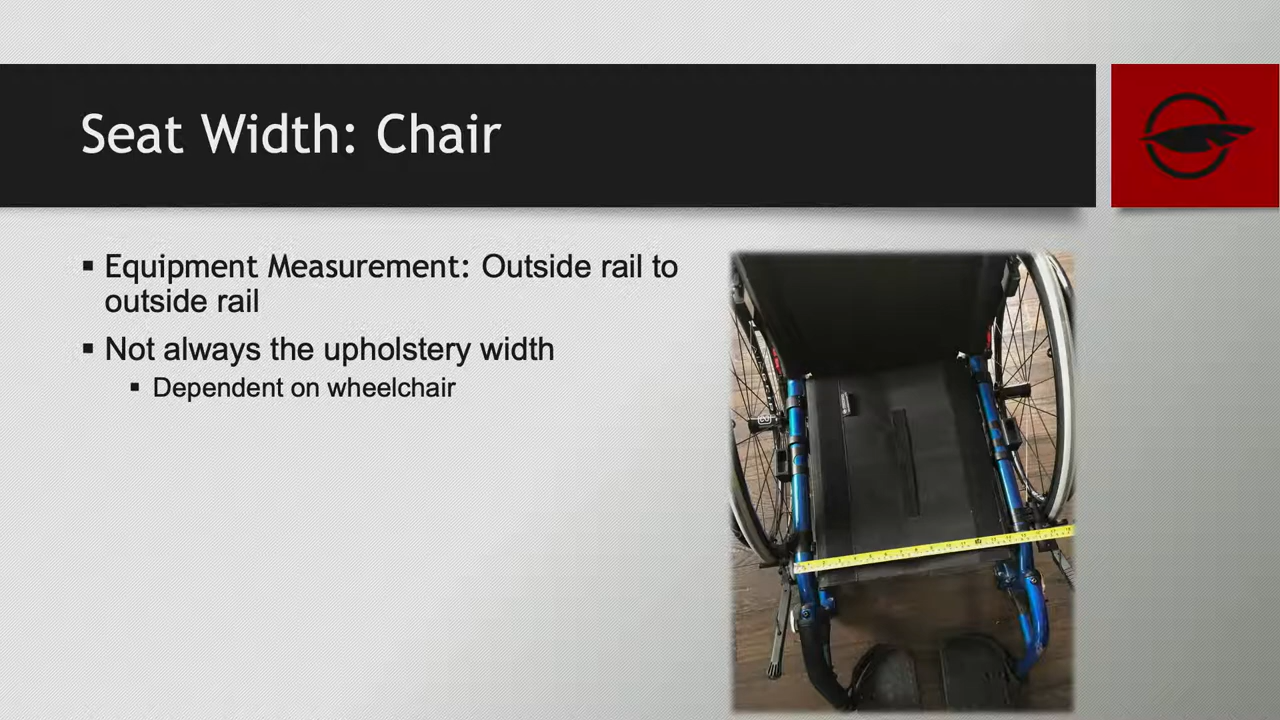 Seat Width: Chair
▪ Equipment Measurement: Outside rail to
outside rail
▪ Not always the upholstery width
▪ Dependent on wheelchair